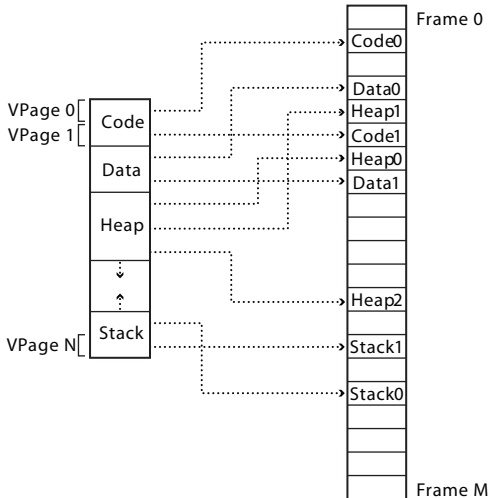 Frame 0
Code0
Data0
VPage 0
Heap1
Code
VPage 1
Code1
Heap0
Data
Data1
Heap
Heap2
Stack
VPage N
Stack1
Stack0
Frame M